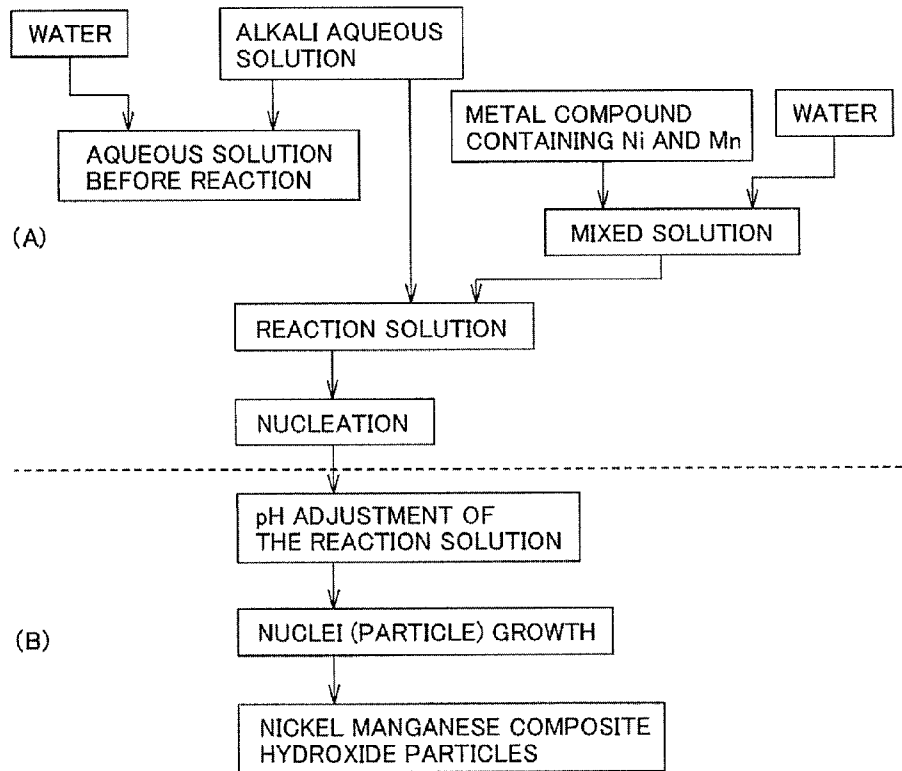 WATER
ALKALI AQUEOUS
SOLUTION
METAL COMPOUND
CONTAINING Ni AND Mn
WATER
AQUEOUS SOLUTION
BEFORE REACTION
MIXED SOLUTION
(A)
REACTION SOLUTION
NUCLEATION
pH ADJUSTMENT OF
THE REACTION SOLUTION
(B)
NUCLEI (PARTICLE) GROWTH
NICKEL MANGANESE COMPOSITE
HYDROXIDE PARTICLES